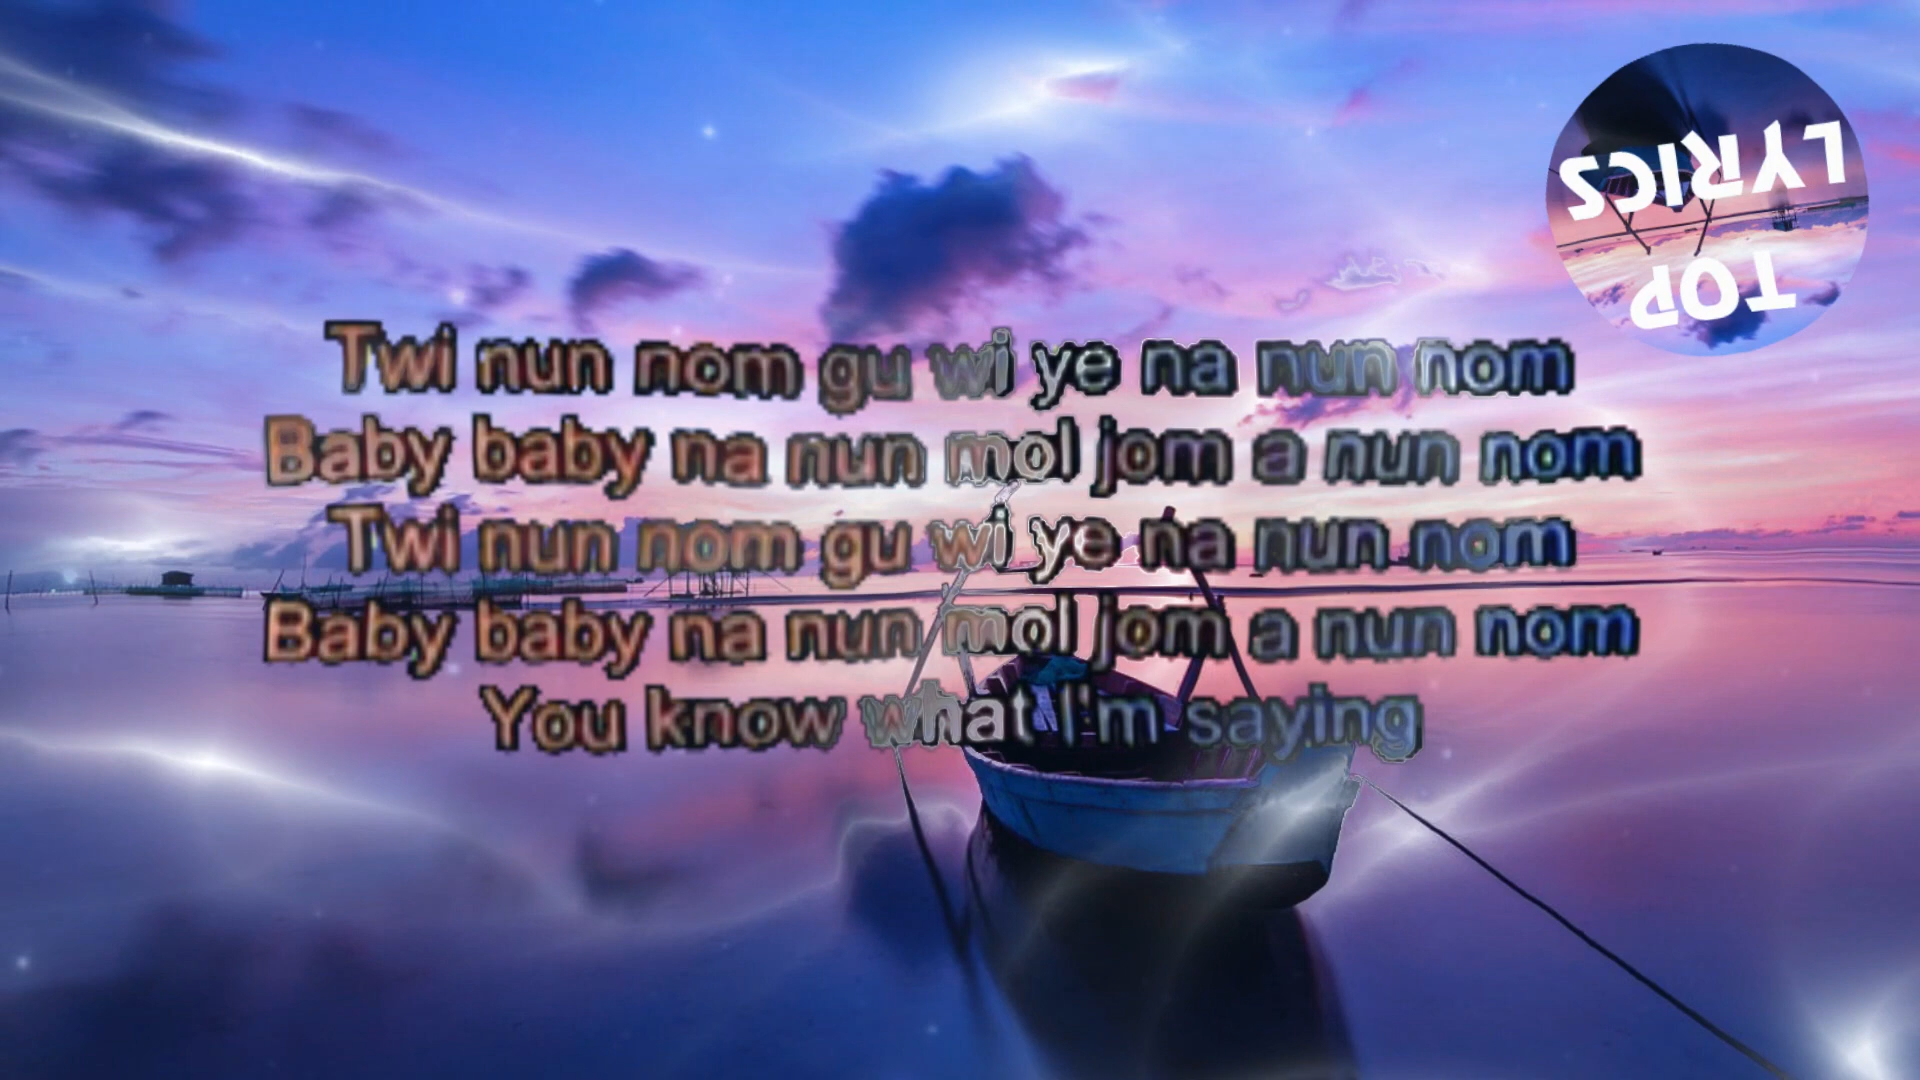 Twi nun nom gu wi ye na nun nom
Baby baby na nun mol jom a nun nom
Twi nun nom gu wi ye na nun nom
Baby baby na nun mol jom a nun nom
You know what I'm saying
TOP
LYRICS